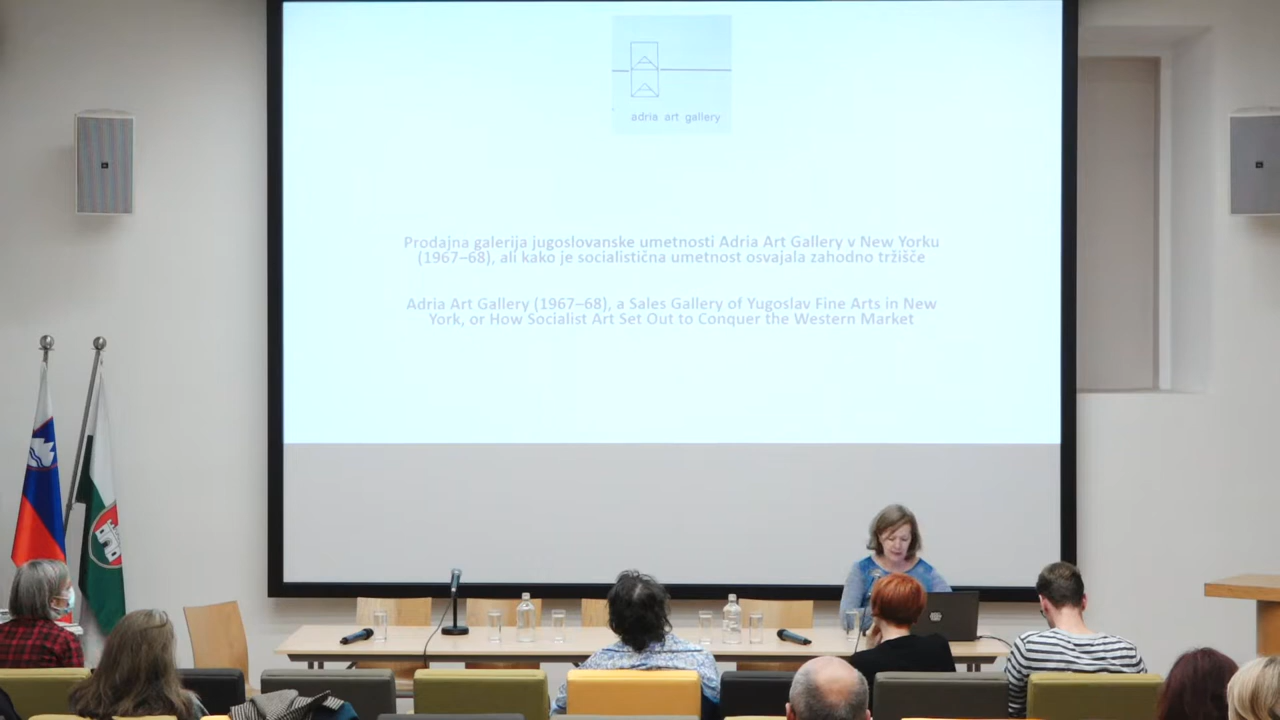 adria art gallery
Prodajna galerija jugoslovanske umetnosti Adria Art Gallery v New Yorku
(1967–68), ali kako je socialistična umetnost osvajala zahodno tržišče
Adria Art Gallery (1967–68), a Sales Gallery of Yugoslav Fine Arts in New
York, or How Socialist Art Set Out to Conquer the Western Market